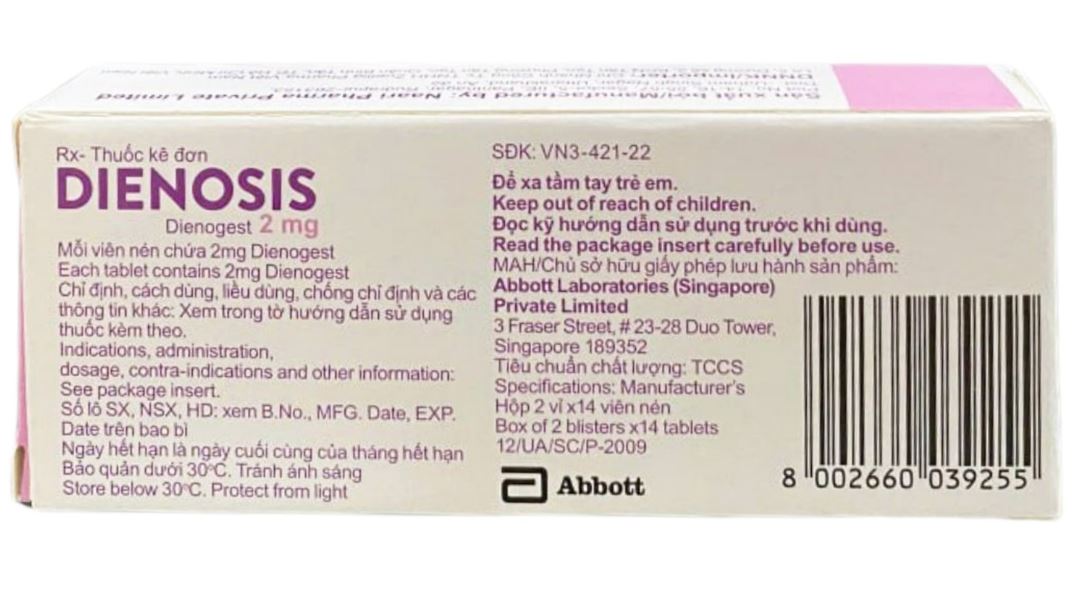 Sản xuất bởi/Manufactured by: Naari Pharma Private Limited
Rx- Thuốc kê đơn
DIENOSIS
Dienogest 2 mg
Mỗi viên nén chứa 2mg Dienogest
Each tablet contains 2mg Dienogest
Chỉ định, cách dùng, liều dùng, chống chỉ định và các
thông tin khác: Xem trong tờ hướng dẫn sử dụng
thuốc kèm theo.
Indications, administration,
dosage, contra-indications and other information:
See package insert.
Số lô SX, NSX, HD: xem B.No., MFG. Date, EXP.
Date trên bao bì
Ngày hết hạn là ngày cuối cùng của tháng hết hạn
Bảo quản dưới 30°C. Tránh ánh sáng
Store below 30°C. Protect from light
SĐK: VN3-421-22
Để xa tầm tay trẻ em.
Keep out of reach of children.
Đọc kỹ hướng dẫn sử dụng trước khi dùng.
Read the package insert carefully before use.
MAH/Chủ sở hữu giấy phép lưu hành sản phẩm:
Abbott Laboratories (Singapore)
Private Limited
3 Fraser Street, # 23-28 Duo Tower,
Singapore 189352
Tiêu chuẩn chất lượng: TCCS
Specifications: Manufacturer's
Hộp 2 vỉ x14 viên nén
Box of 2 blisters x14 tablets
12/UA/SC/P-2009
Abbott
8 002660 039255